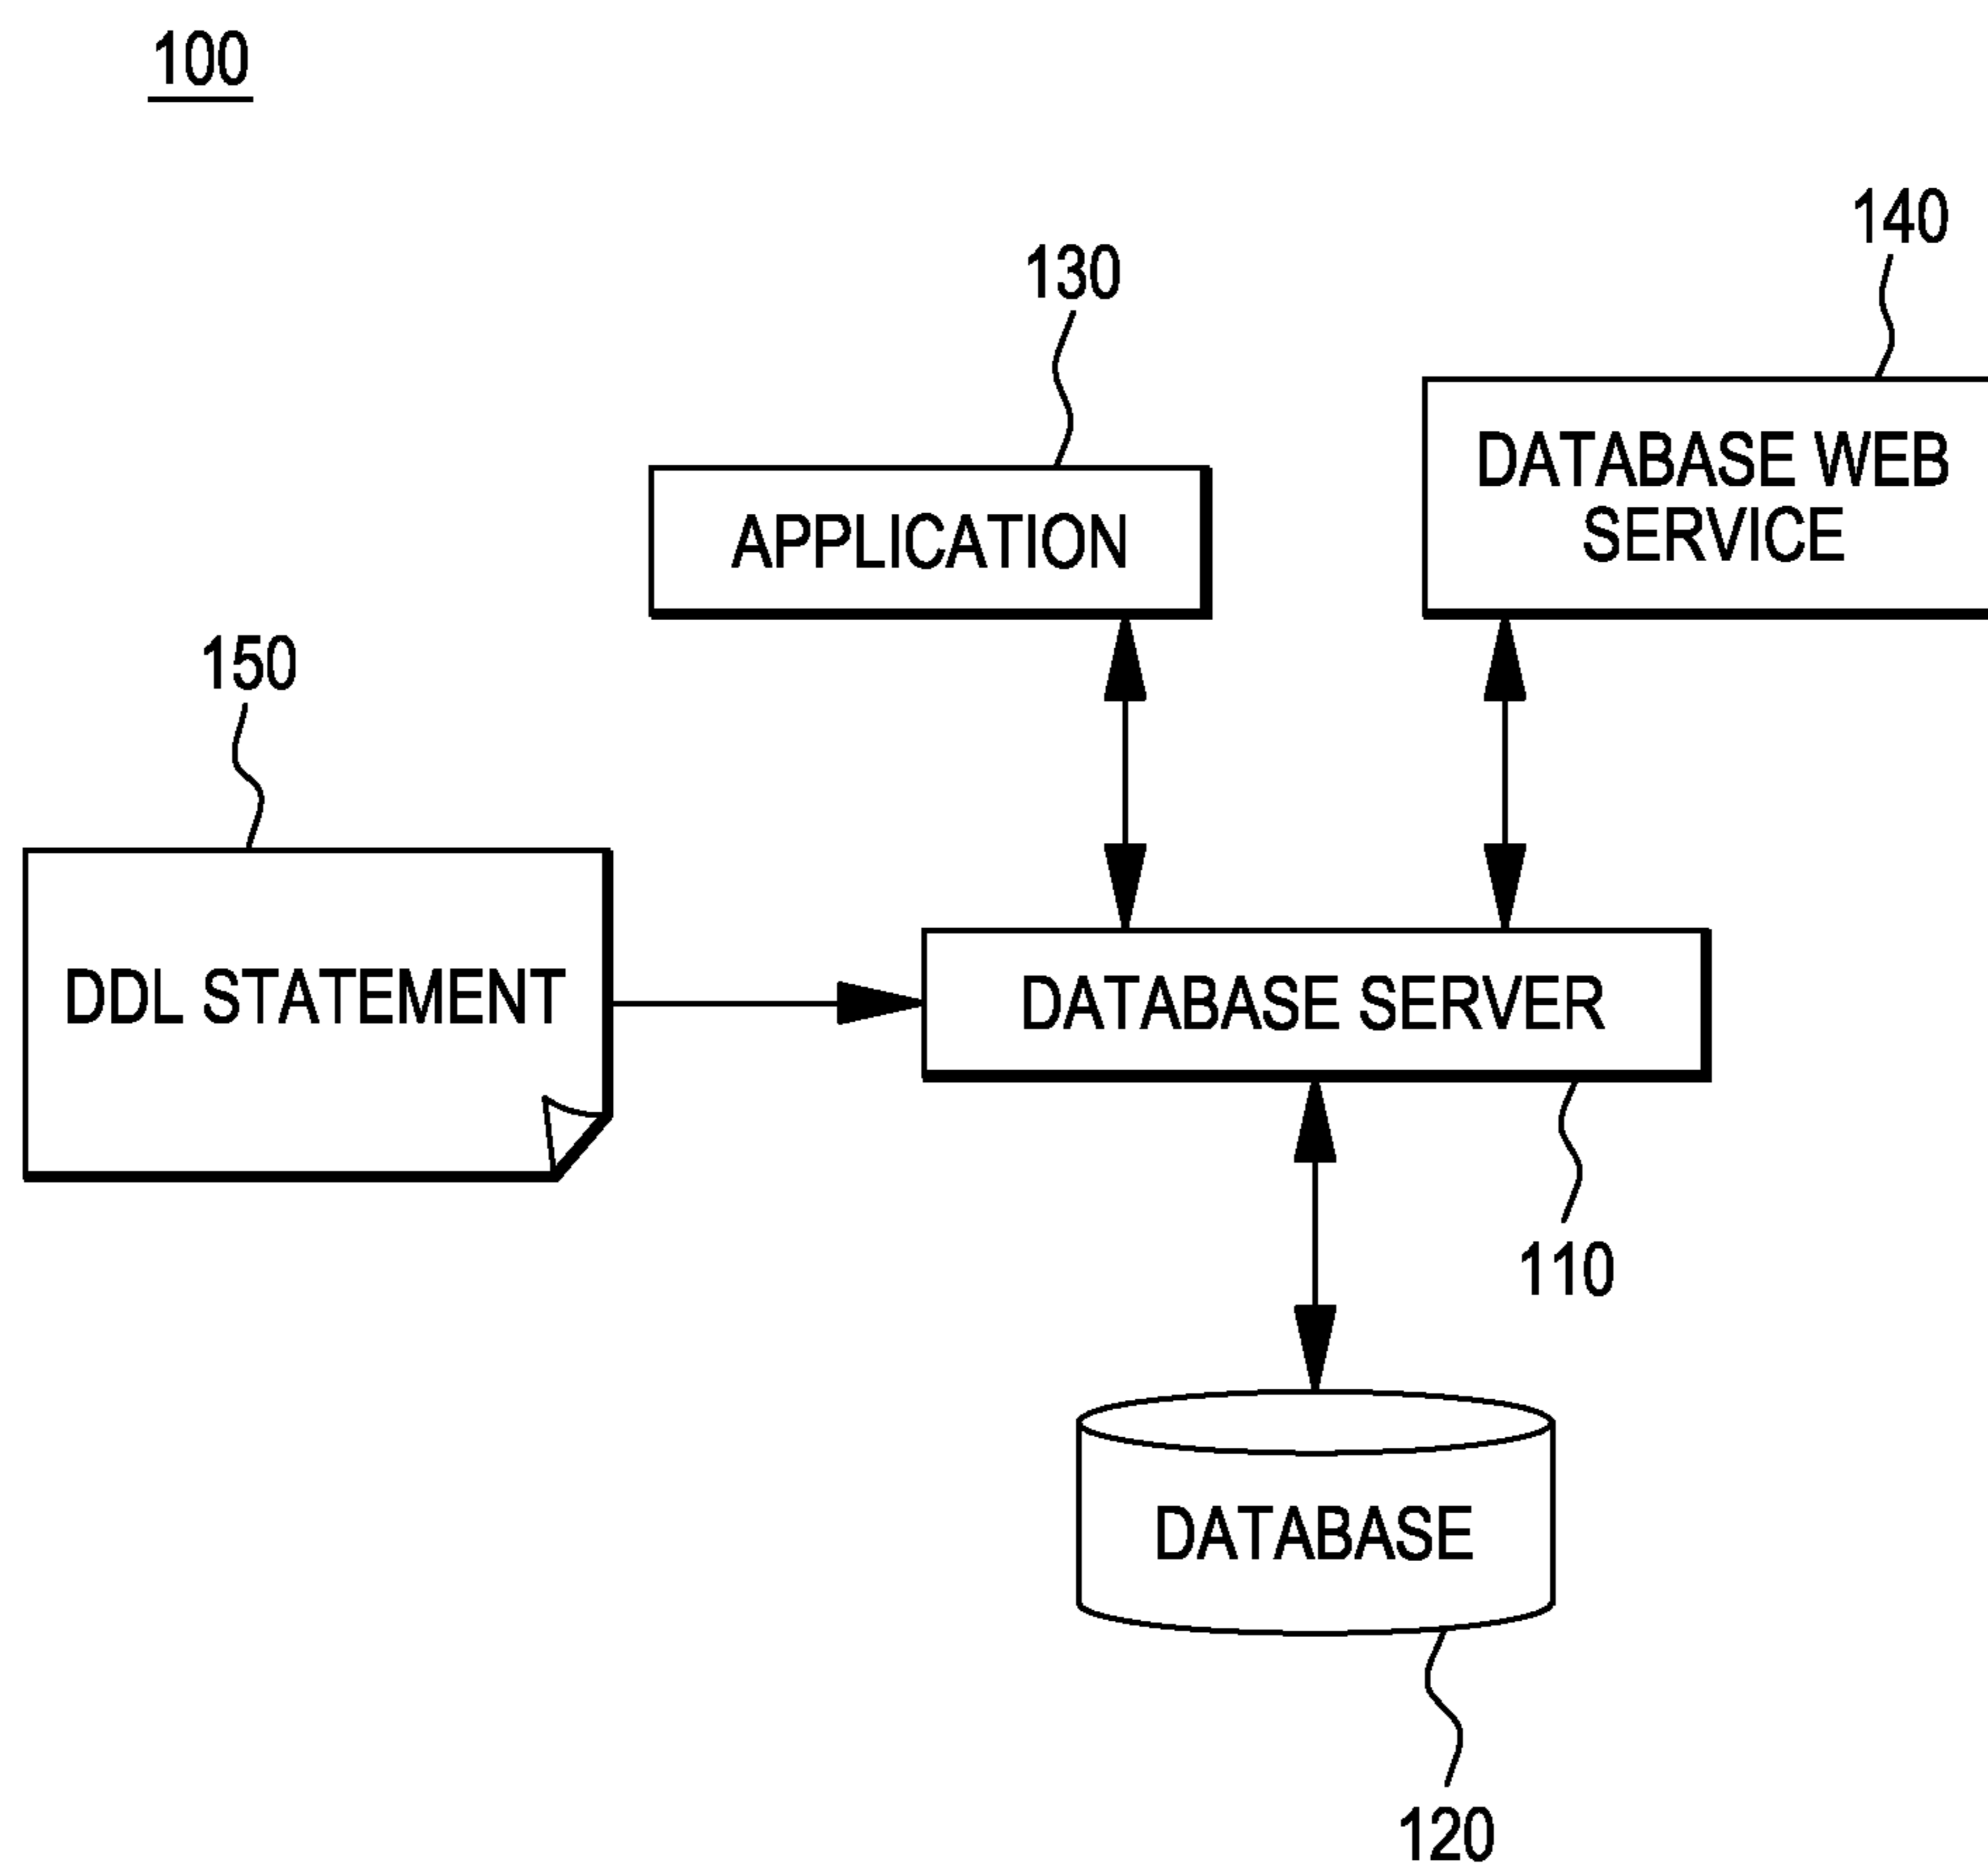 100
140
130
DATABASE WEB
SERVICE
APPLICATION
150
DDL STATEMENT
DATABASE SERVER
110
DATABASE
120